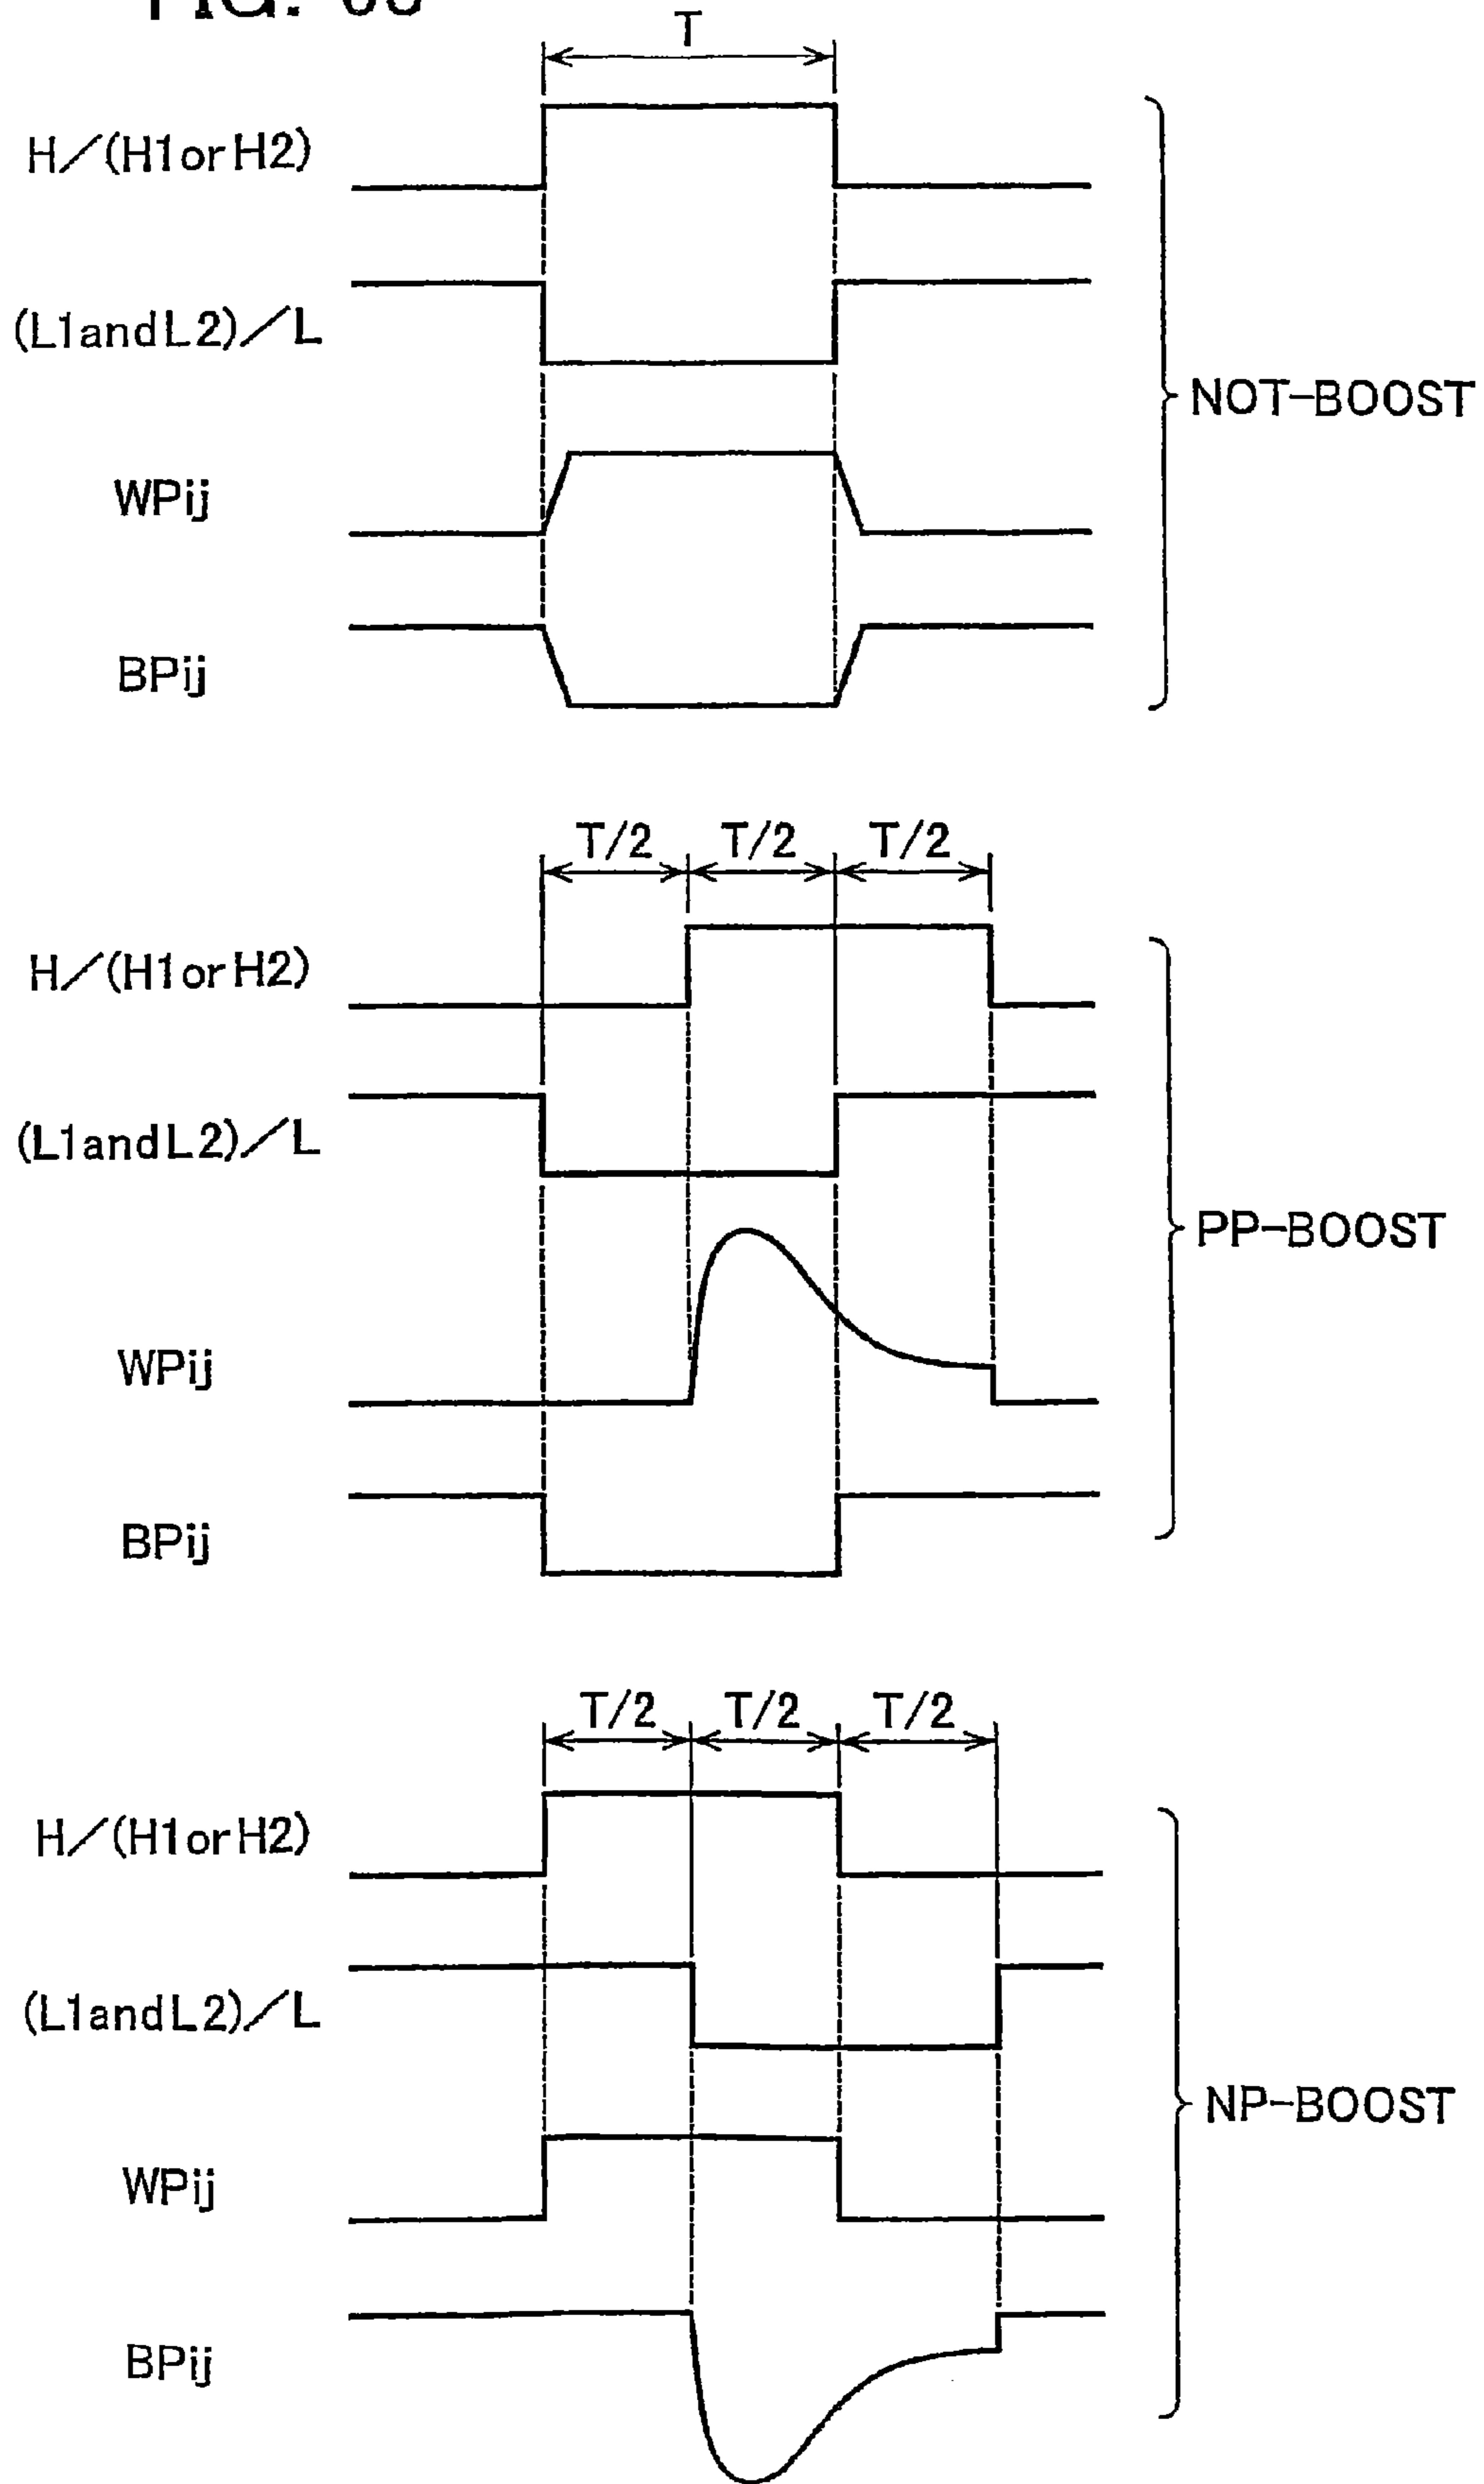 FIG.
T
H/(H1orH2)
(L1andL2)/L
WPij
BPij
NOT-BOOST
T/2 T/2 T/2
H/(H1orH2)
(L1andL2)/L
WPij
BPij
PP-BOOST
T/2 T/2 T/2
H/(H1orH2)
(L1andL2)/L
WPij
BPij
NP-BOOST